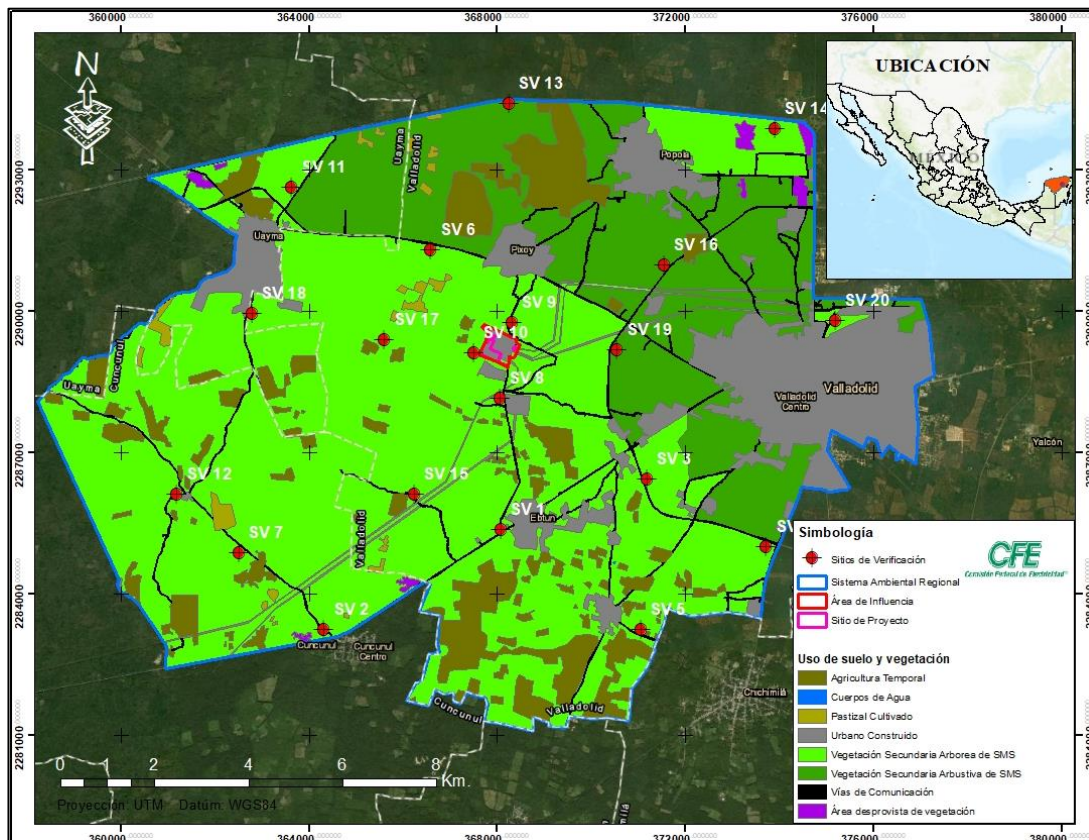 360000 364000 368000 372000 376000 380000
N
UBICACIÓN
MÉXICO
SV 13
SV 14
Uayma
Valladolid
Popola
2293000
SV 11
SV 6
Uayma
Pixoy
SV 16
SV 18
SV 9
SV 20
2290000
SV 17
SV 10
SV 19
Cuncunul
Uayma
SV 8
Valladolid
Valladolid
Centro
Yalcón
2287000
SV 12
SV 15
SV 3
SV 1
Ebtun
SV 7
Valladolid
SV
2284000
SV 2
SV 5
Cuncunul
Cuncunul
Centro
Chichimilá
Cuncunul
Valladolid
2281000
Simbología
CFE
Comisión Federal de Electricidad
Sitios de Verificación
Sistema Ambiental Regional
Área de Influencia
Sitio de Proyecto
Uso de suelo y vegetación
Agricultura Temporal
Cuerpos de Agua
Pastizal Cultivado
Urbano Construido
Vegetación Secundaria Arborea de SMS
Vegetación Secundaria Arbustiva de SMS
Vías de Comunicación
Área desprovista de vegetación
0 1 2 4 6 8
Km.
Proyección: UTM Datúm: WGS84
360000 364000 368000 372000 376000 380000